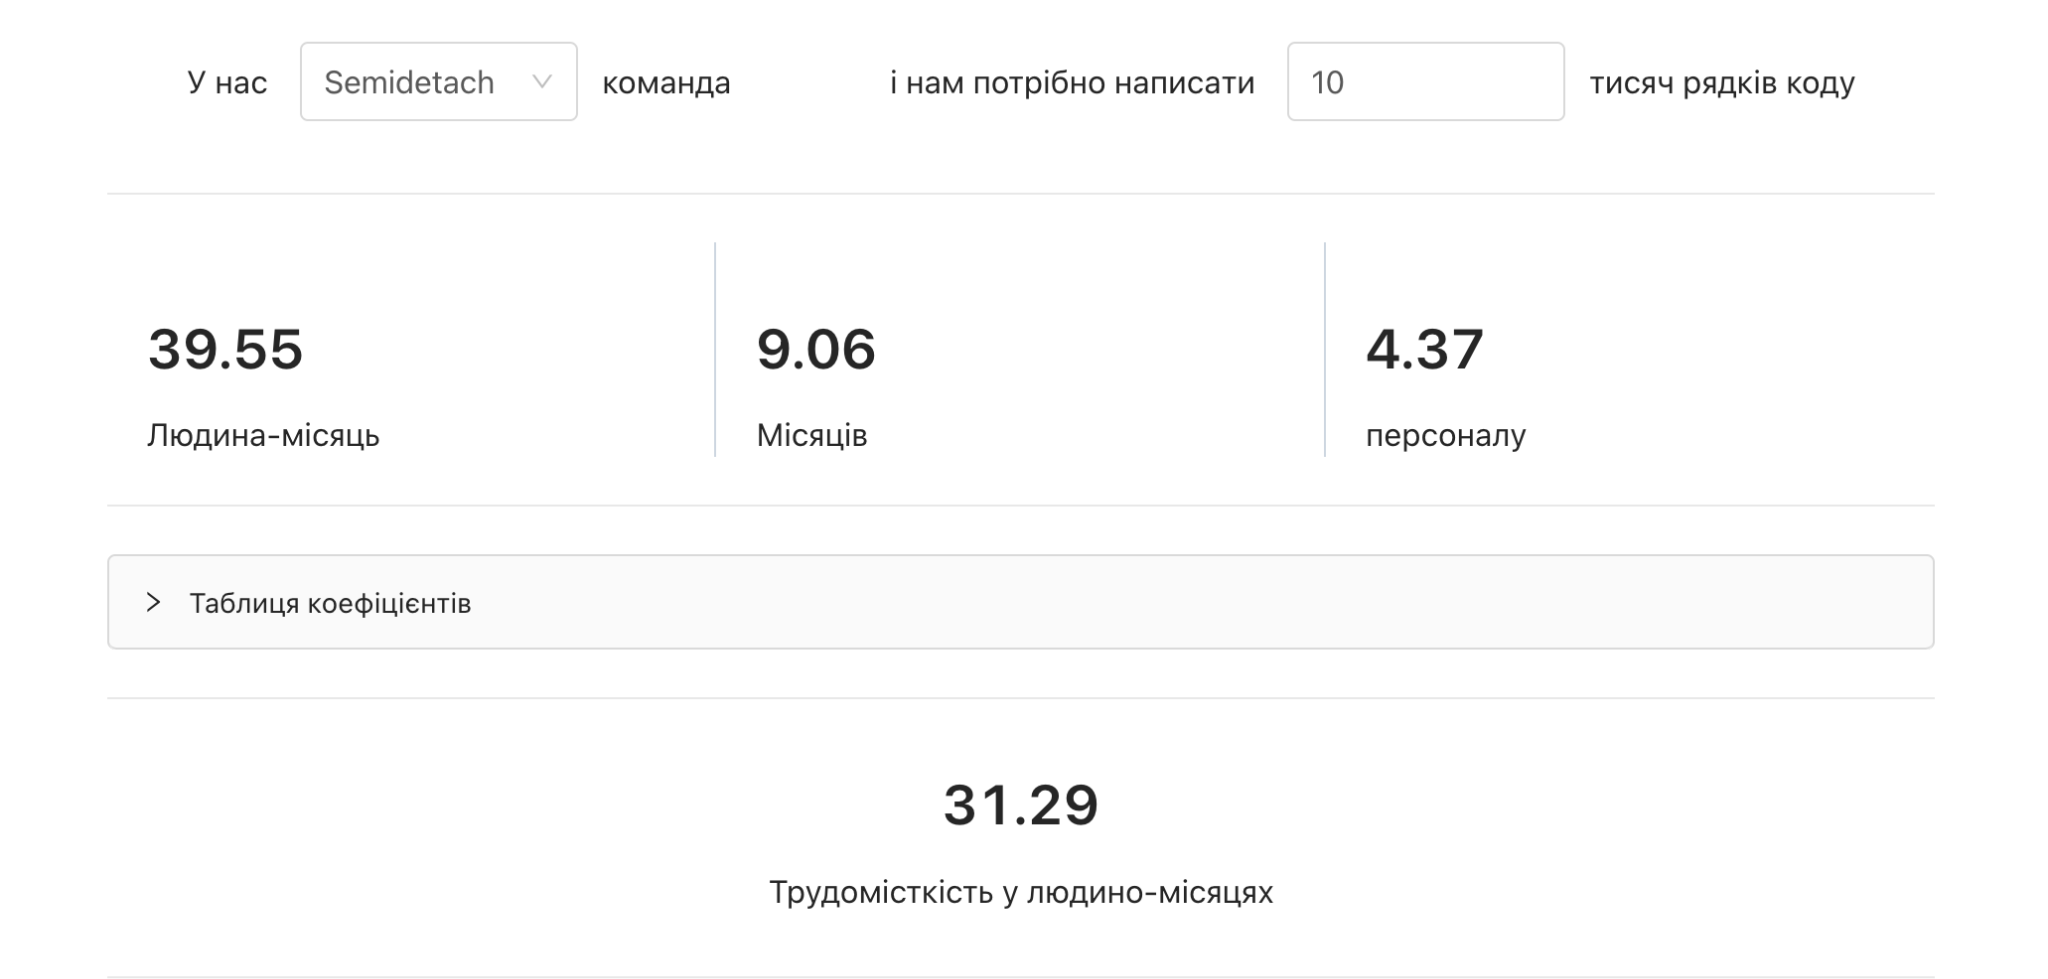 У нас Semidetach команда і нам потрібно написати 10 тисяч рядків коду
39.55 9.06 4.37
Людина-місяць Місяців персоналу
Таблиця коефіцієнтів
31.29
Трудомісткість у людино-місяцях